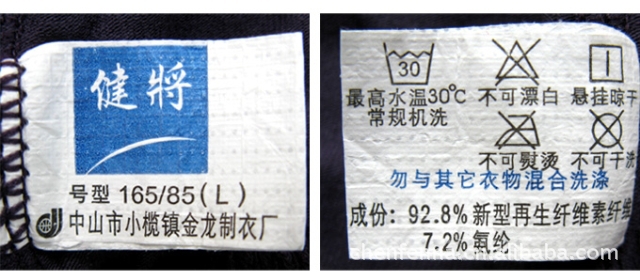 健將
号型 165/85(L)
中山市小榄镇金龙制衣厂
30
最高水温30℃ 不可漂白 悬挂晾干
常规机洗
不可熨烫 不可干洗
勿与其它衣物混合洗涤
成份: 92.8% 新型再生纤维素纤维
7.2% 氨纶